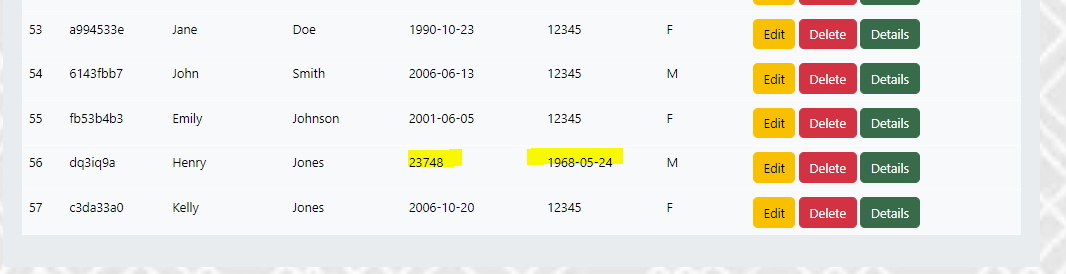 53 a994533e Jane Doe 1990-10-23 12345 F Edit Delete Details
54 6143fbb7 John Smith 2006-06-13 12345 M Edit Delete Details
55 fb53b4b3 Emily Johnson 2001-06-05 12345 F Edit Delete Details
56 dq3iq9a Henry Jones 23748 1968-05-24 M Edit Delete Details
57 c3da33a0 Kelly Jones 2006-10-20 12345 F Edit Delete Details